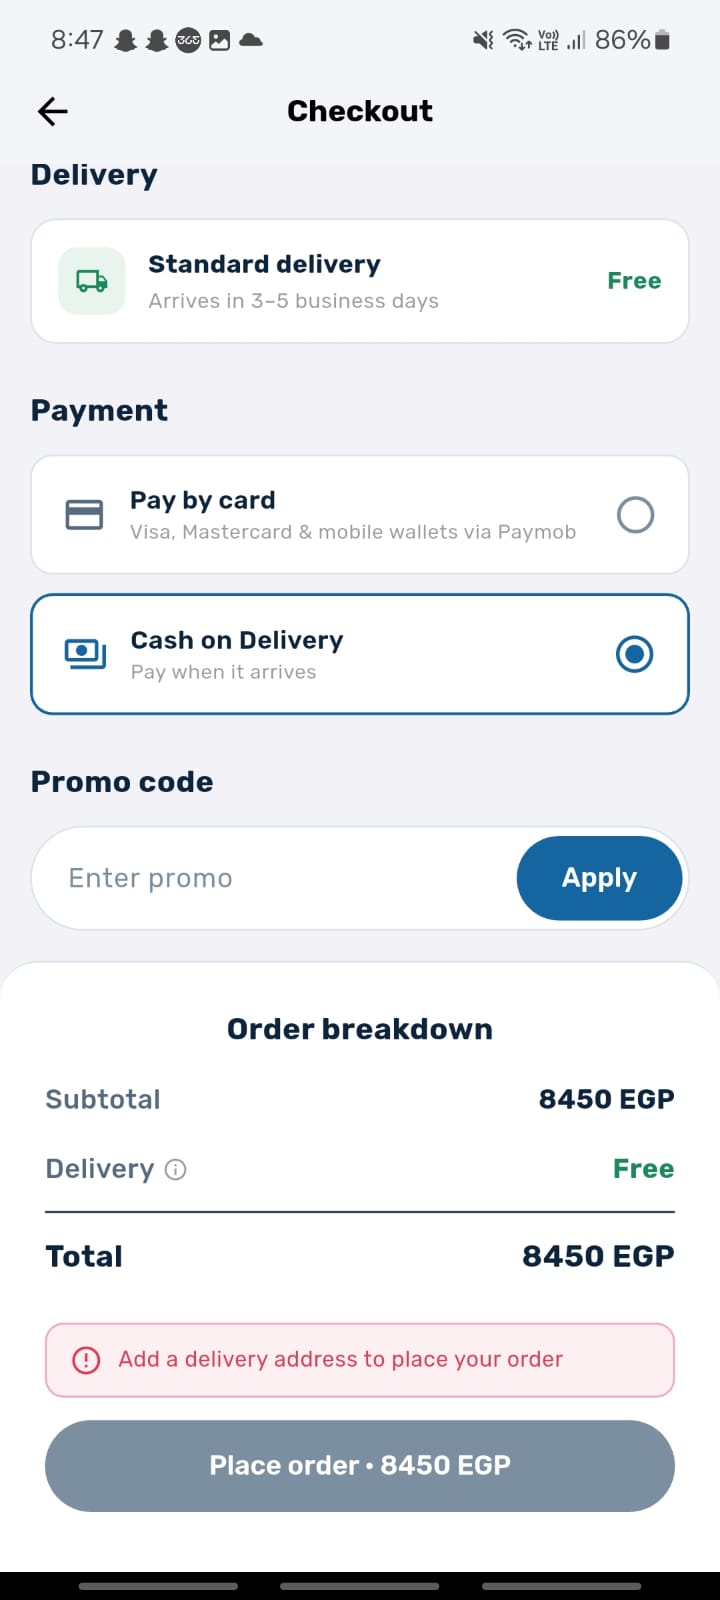 8:47
365
Vo))
LTE
86%
Checkout
Delivery
Standard delivery
Arrives in 3–5 business days
Free
Payment
Pay by card
Visa, Mastercard & mobile wallets via Paymob
Cash on Delivery
Pay when it arrives
Promo code
Enter promo
Apply
Order breakdown
Subtotal
8450 EGP
Delivery
Free
Total
8450 EGP
Add a delivery address to place your order
Place order • 8450 EGP